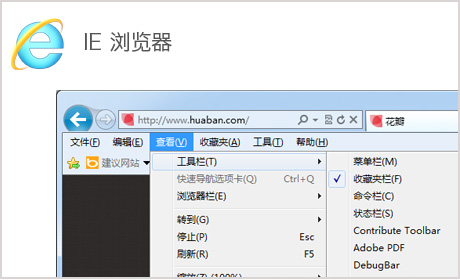 IE 浏览器
http://www.huaban.com/
花瓣
文件(F) 编辑(E) 查看(V) 收藏夹(A) 工具(T) 帮助(H)
建议网站
工具栏(T)
快速导航选项卡(Q) Ctrl+Q
浏览器栏(E)
转到(G)
停止(P) Esc
刷新(R) F5
缩放(Z) (100%)
菜单栏(M)
收藏夹栏(F)
命令栏(C)
状态栏(S)
Contribute Toolbar
Adobe PDF
DebugBar